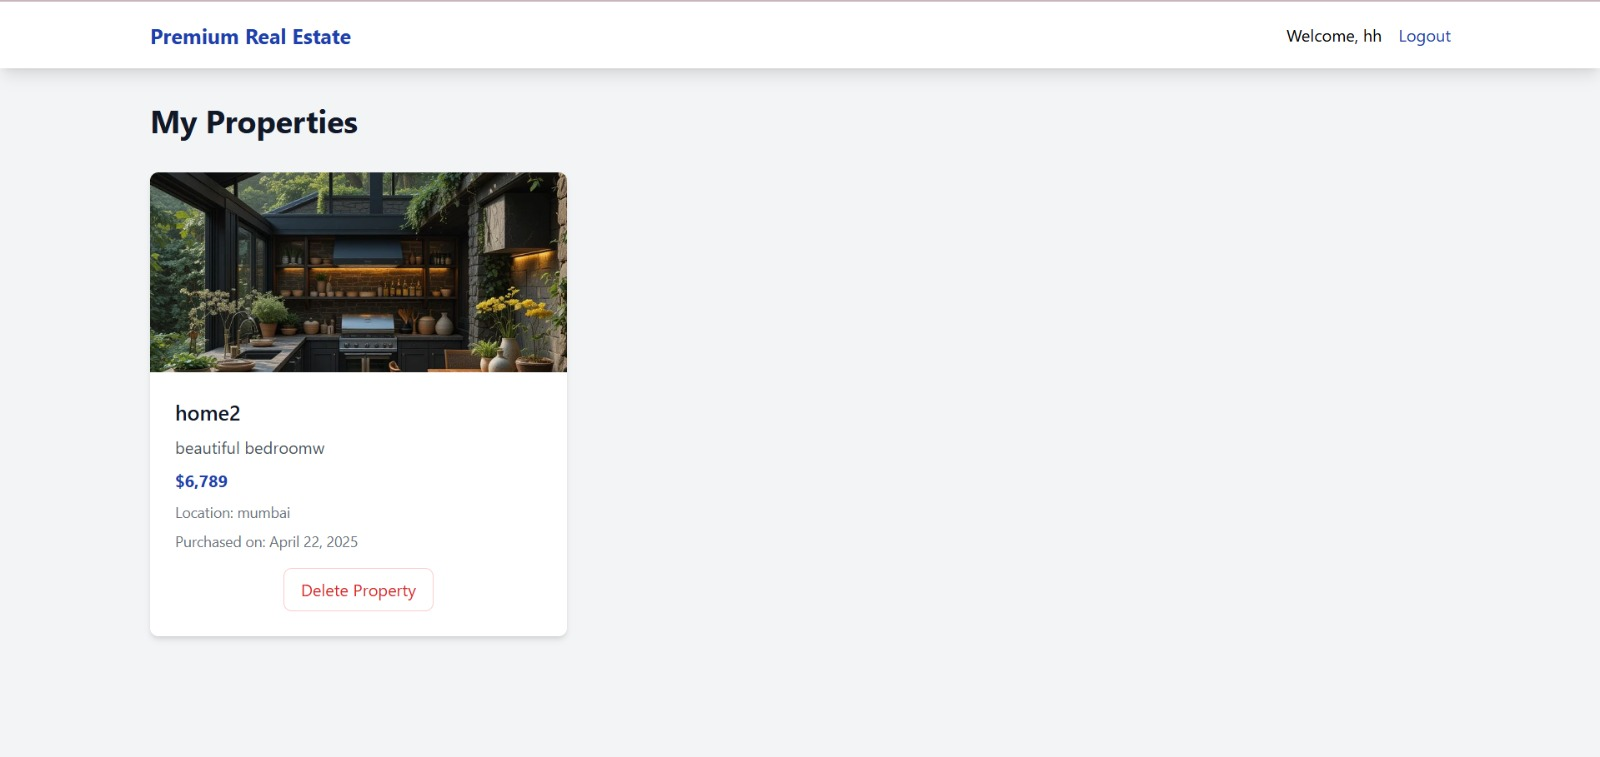 Premium Real Estate
Welcome, hh Logout
My Properties
home2
beautiful bedroomw
$6,789
Location: mumbai
Purchased on: April 22, 2025
Delete Property